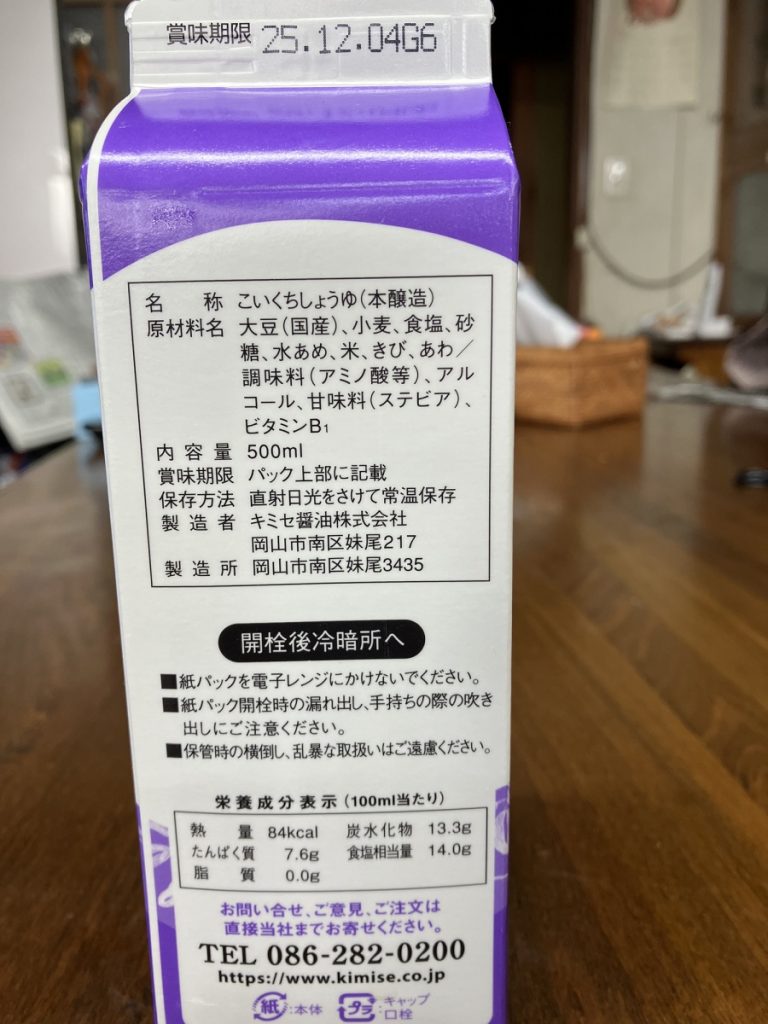 賞味期限 25.12.04G6
名称 こいくちしょうゆ(本醸造)
原材料名 大豆(国産)、小麦、食塩、砂
糖、水あめ、米、きび、あわ/
調味料(アミノ酸等)、アル
コール、甘味料(ステビア)、
ビタミンB₁
内容量 500ml
賞味期限 パック上部に記載
保存方法 直射日光をさけて常温保存
製造者 キミセ醤油株式会社
岡山市南区妹尾217
製造所 岡山市南区妹尾3435
開栓後冷暗所へ
■紙パックを電子レンジにかけないでください。
■紙パック開栓時の漏れ出し、手持ちの際の吹き
出しにご注意ください。
■保管時の横倒し、乱暴な取扱いはご遠慮ください。
栄養成分表示(100ml当たり)
熱量 84kcal 炭水化物 13.3g
たんぱく質 7.6g 食塩相当量 14.0g
脂質 0.0g
お問い合せ、ご意見、ご注文は
直接当社までお寄せください。
TEL 086-282-0200
https://www.kimise.co.jp
紙:本体 プラ:キャップ
口栓